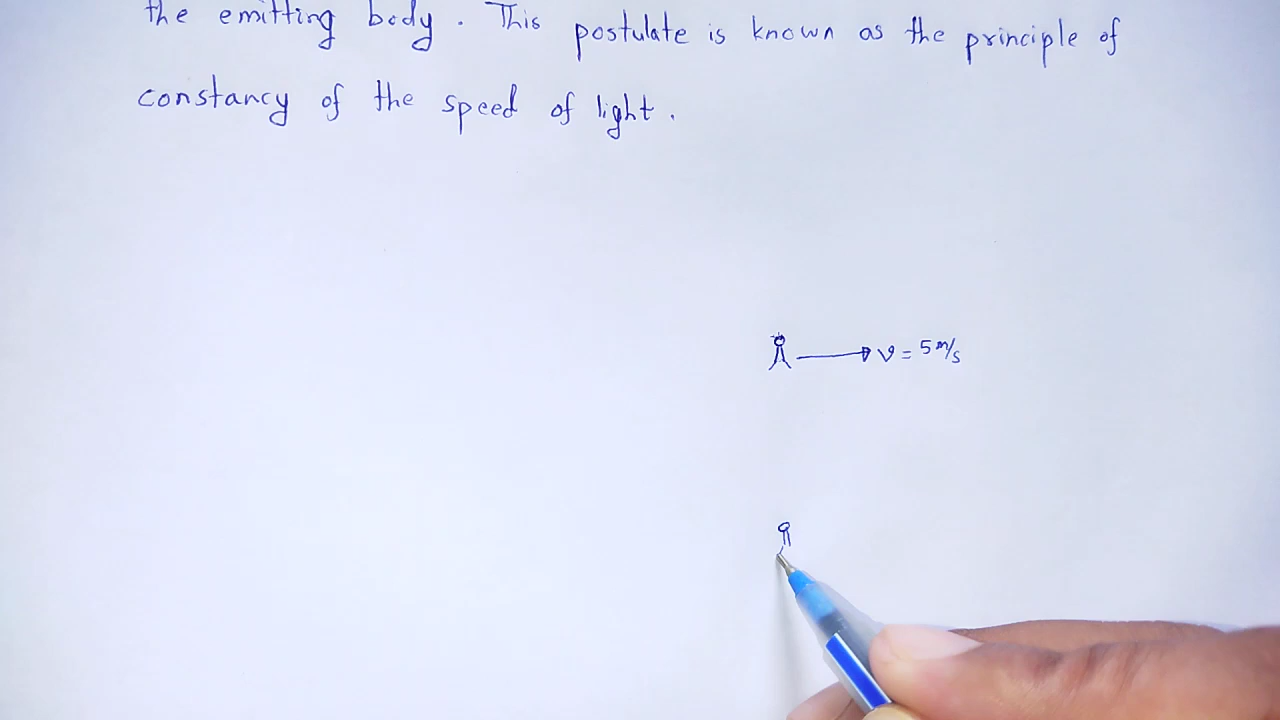 the emitting body. This postulate is known as the principle of
constancy of the speed of light.
v = 5 m/s